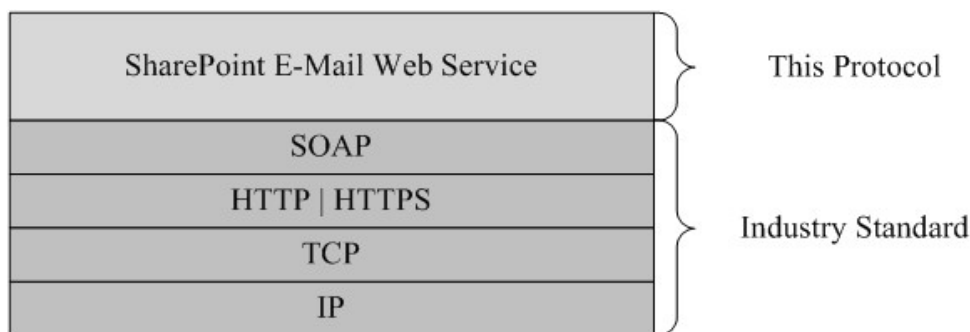 SharePoint E-Mail Web Service
This Protocol
SOAP
HTTP | HTTPS
TCP
IP
Industry Standard